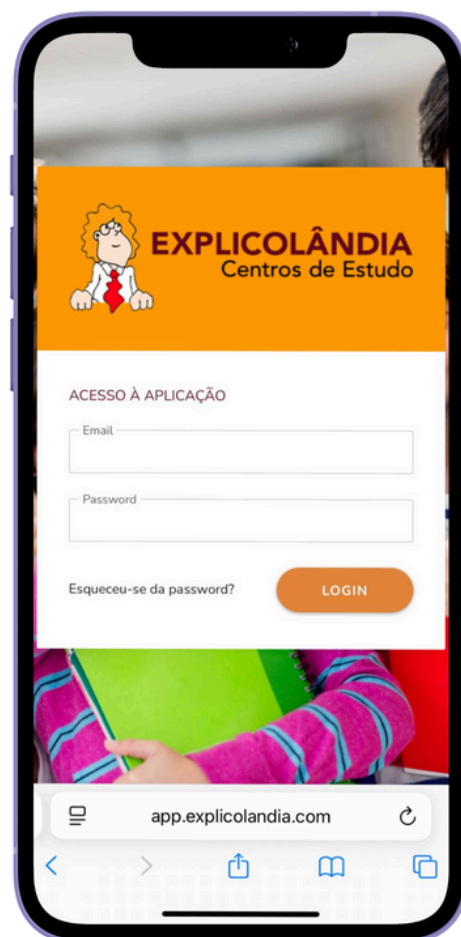 EXPLICOLÂNDIA
Centros de Estudo
ACESSO À APLICAÇÃO
Email
Password
Esqueceu-se da password?
LOGIN
app.explicolandia.com